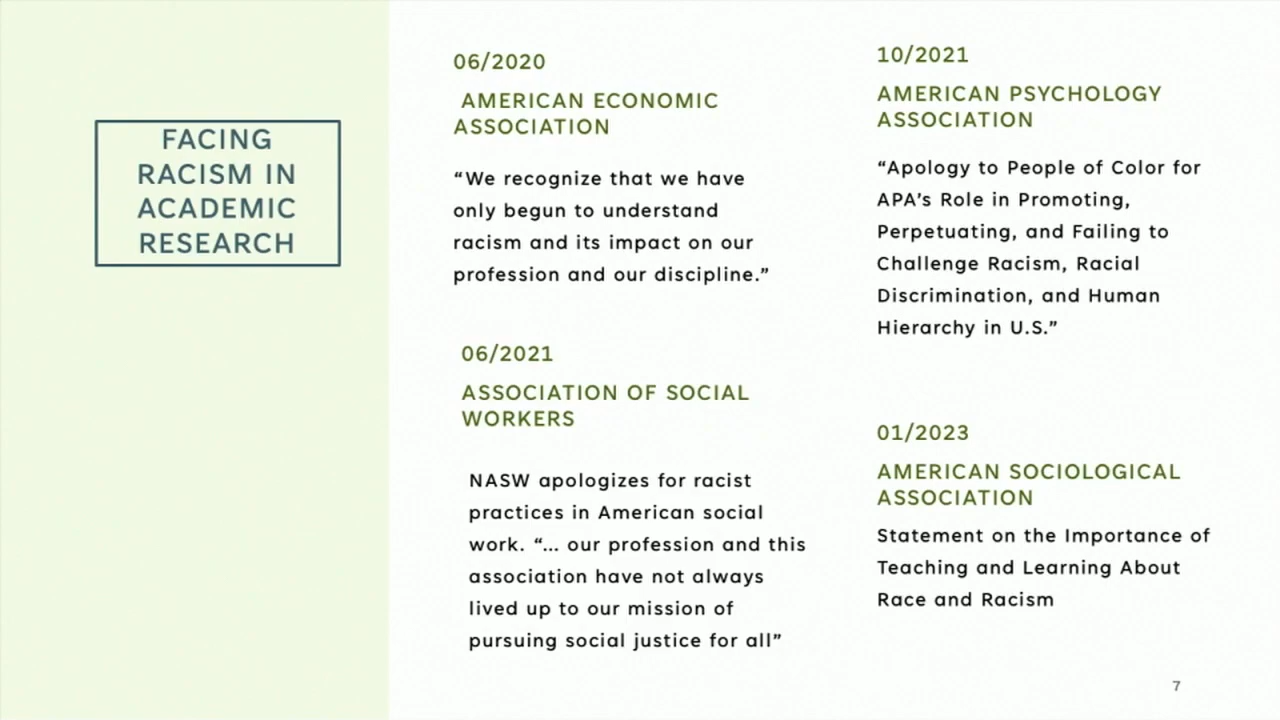 FACING
RACISM IN
ACADEMIC
RESEARCH
06/2020
AMERICAN ECONOMIC
ASSOCIATION
“We recognize that we have
only begun to understand
racism and its impact on our
profession and our discipline.”
06/2021
ASSOCIATION OF SOCIAL
WORKERS
NASW apologizes for racist
practices in American social
work. “... our profession and this
association have not always
lived up to our mission of
pursuing social justice for all”
10/2021
AMERICAN PSYCHOLOGY
ASSOCIATION
“Apology to People of Color for
APA’s Role in Promoting,
Perpetuating, and Failing to
Challenge Racism, Racial
Discrimination, and Human
Hierarchy in U.S.”
01/2023
AMERICAN SOCIOLOGICAL
ASSOCIATION
Statement on the Importance of
Teaching and Learning About
Race and Racism
7